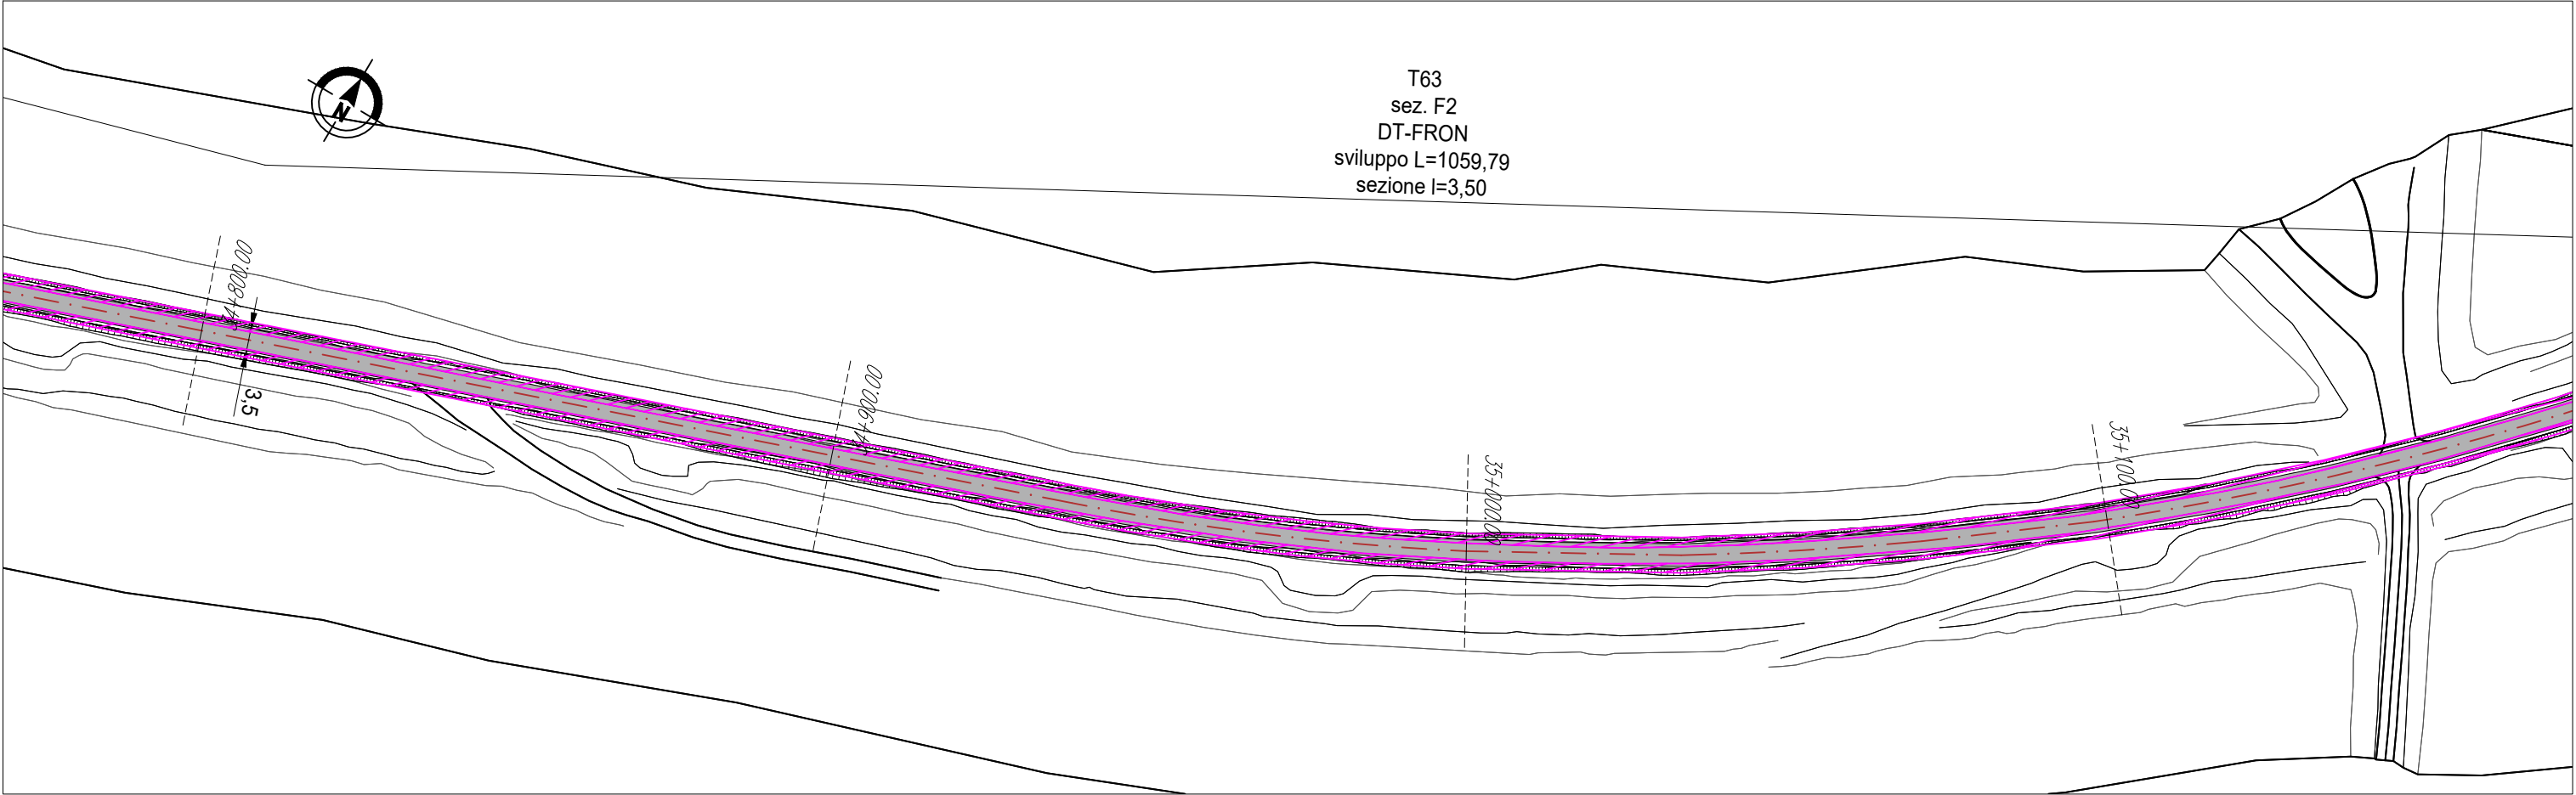 T63
sez. F2
DT-FRON
sviluppo L=1059,79
sezione l=3,50
N
34+800.00
3,5
34+900.00
35+000.00
35+100.00